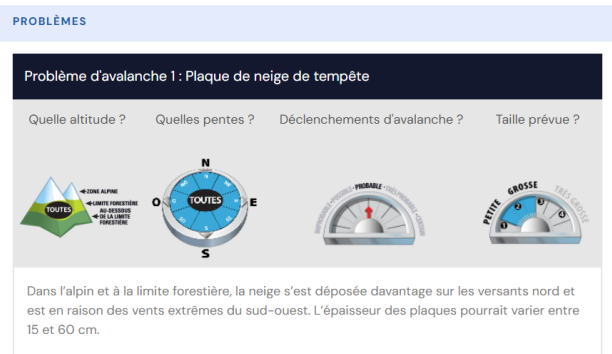 PROBLÈMES
Problème d'avalanche 1 : Plaque de neige de tempête
Quelle altitude ?
Quelles pentes ?
Déclenchements d'avalanche ?
Taille prévue ?
ZONE ALPINE
LIMITE FORESTIÈRE
AU-DESSOUS
DE LA LIMITE
FORESTIÈRE
TOUTES
N
O
TOUTES
E
S
IMPROBABLE · POSSIBLE · PROBABLE · TRÈS PROBABLE · CERTAIN
PETITE GROSSE TRÈS GROSSE
1 2 3 4
Dans l’alpin et à la limite forestière, la neige s’est déposée davantage sur les versants nord et
est en raison des vents extrêmes du sud-ouest. L’épaisseur des plaques pourrait varier entre
15 et 60 cm.